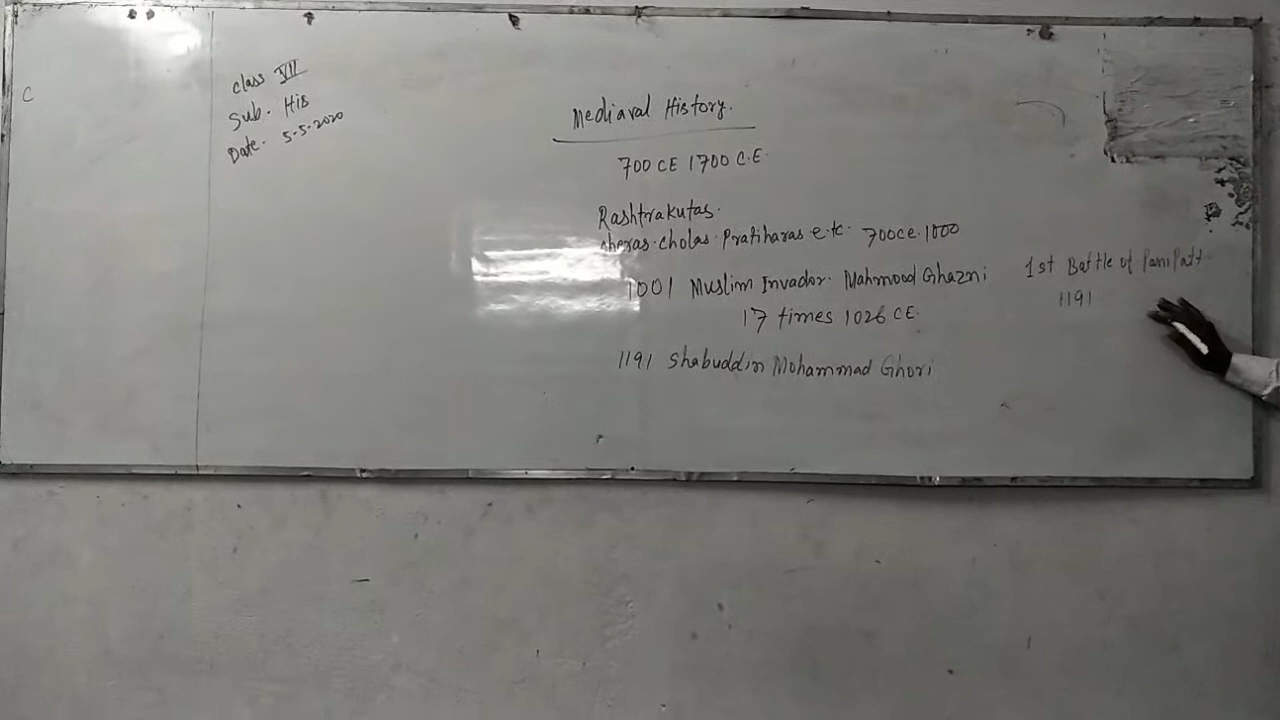 C
Class VII
Sub. His
Date. 5-5-2020
Mediaval History.
700 CE 1700 C.E.
Rashtrakutas.
cheras. cholas. Pratiharas e.tc. 700ce. 1000
1001 Muslim Invador. Mahmood Ghazni
17 times 1026 CE.
1191 Shabuddin Mohammad Ghori
1st Battle of PaniPatt
1191